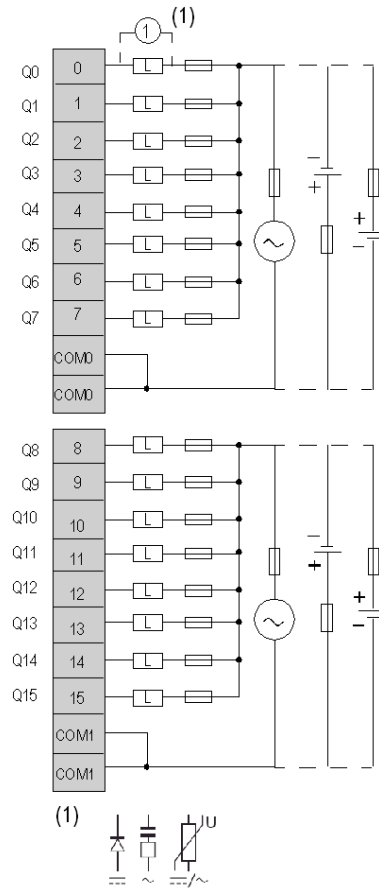 1 (1)
Q0 0 L
Q1 1 L
Q2 2 L
Q3 3 L
Q4 4 L
Q5 5 L
Q6 6 L
Q7 7 L
COM0
COM0
~
− +
+ −
Q8 8 L
Q9 9 L
Q10 10 L
Q11 11 L
Q12 12 L
Q13 13 L
Q14 14 L
Q15 15 L
COM1
COM1
~
− +
+ −
(1)
U
~
/~